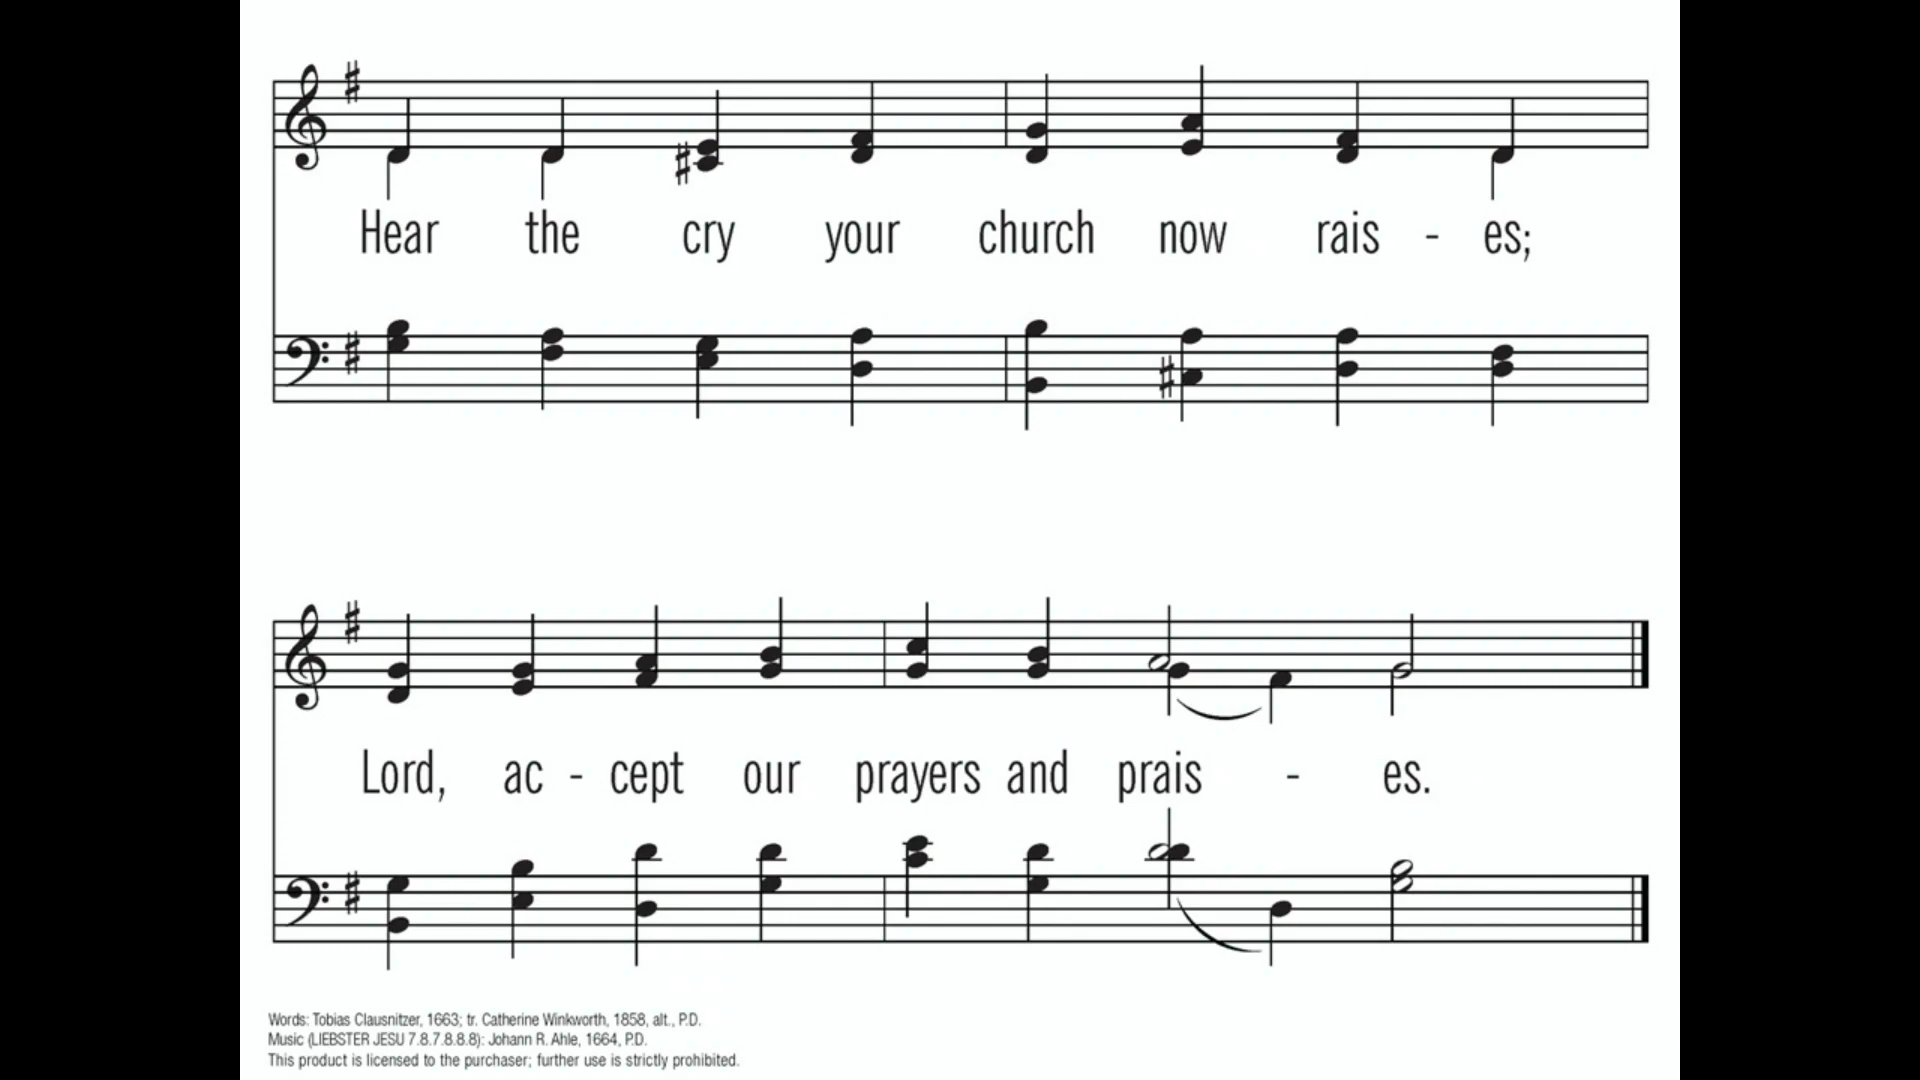 Hear the cry your church now rais - es;
Lord, ac - cept our prayers and prais - es.
Words: Tobias Clausnitzer, 1663; tr. Catherine Winkworth, 1858, alt., P.D.
Music (LIEBSTER JESU 7.8.7.8.8.8): Johann R. Ahle, 1664, P.D.
This product is licensed to the purchaser; further use is strictly prohibited.